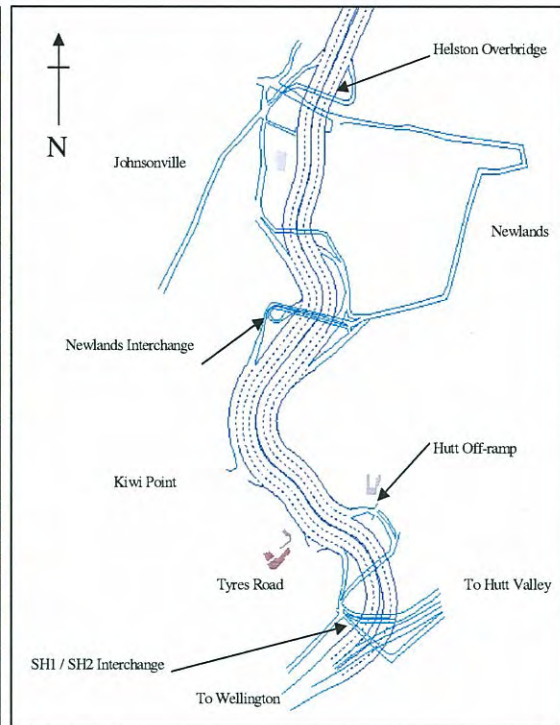 Helston Overbridge
N
Johnsonville
Newlands
Newlands Interchange
Hutt Off-ramp
Kiwi Point
Tyres Road
To Hutt Valley
SH1 / SH2 Interchange
To Wellington